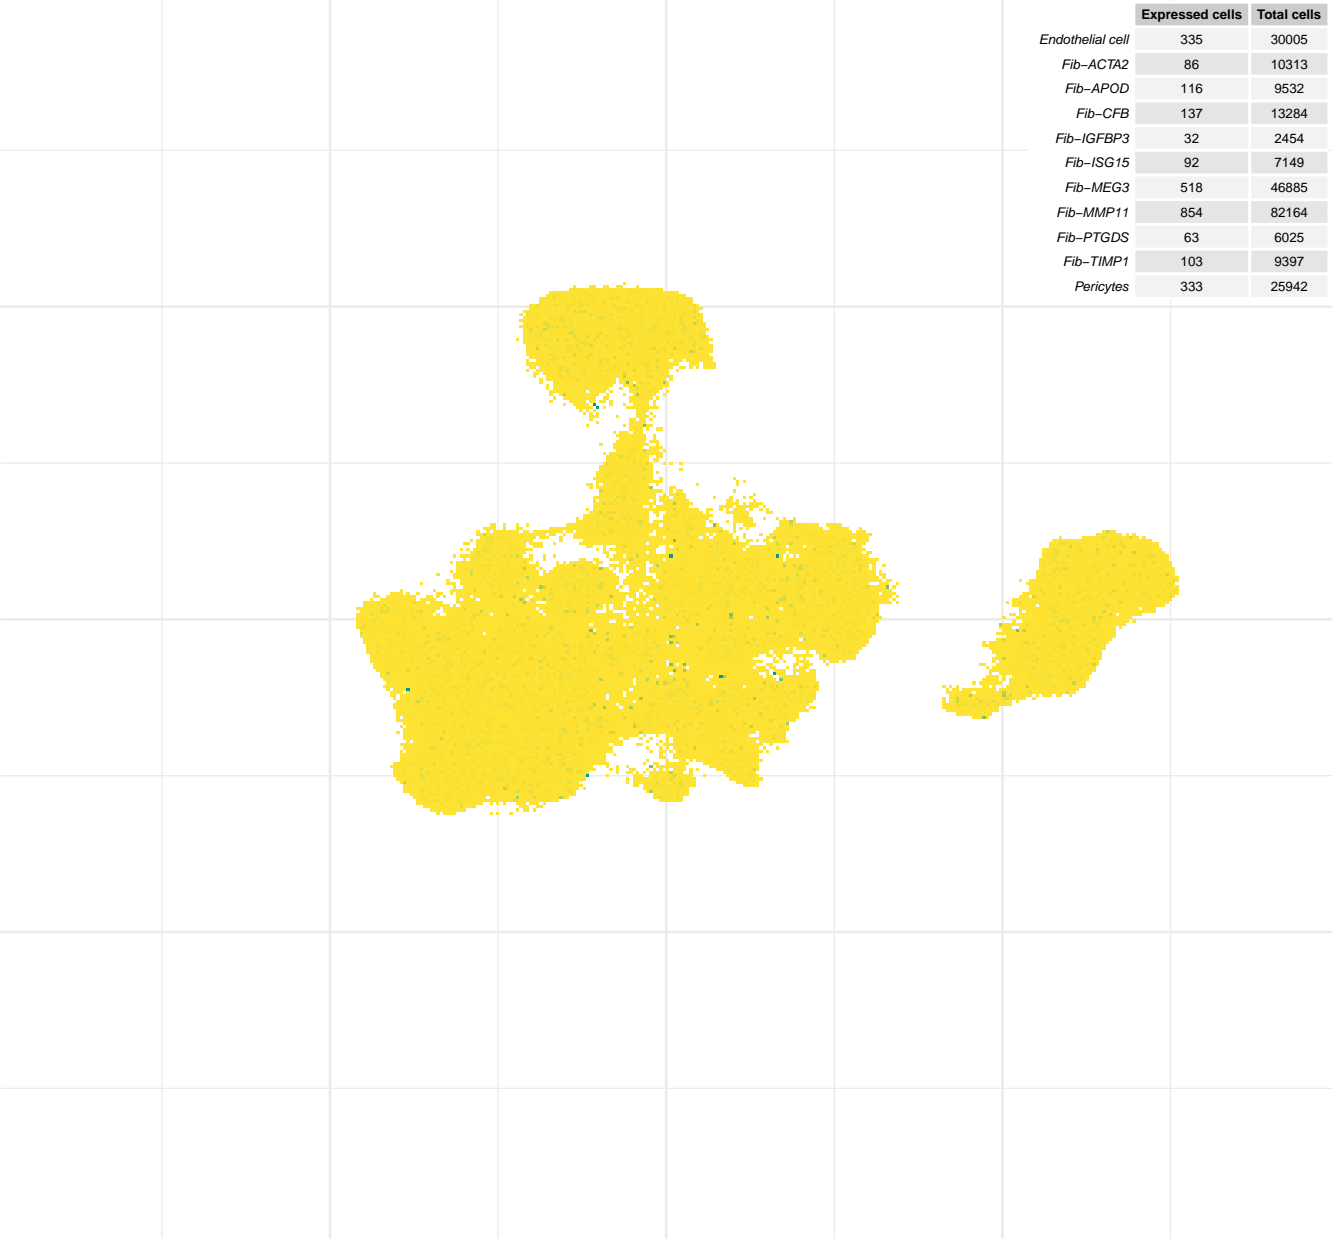 Expressed cells Total cells
Endothelial cell 335 30005
Fib−ACTA2 86 10313
Fib−APOD 116 9532
Fib−CFB 137 13284
Fib−IGFBP3 32 2454
Fib−ISG15 92 7149
Fib−MEG3 518 46885
Fib−MMP11 854 82164
Fib−PTGDS 63 6025
Fib−TIMP1 103 9397
Pericytes 333 25942